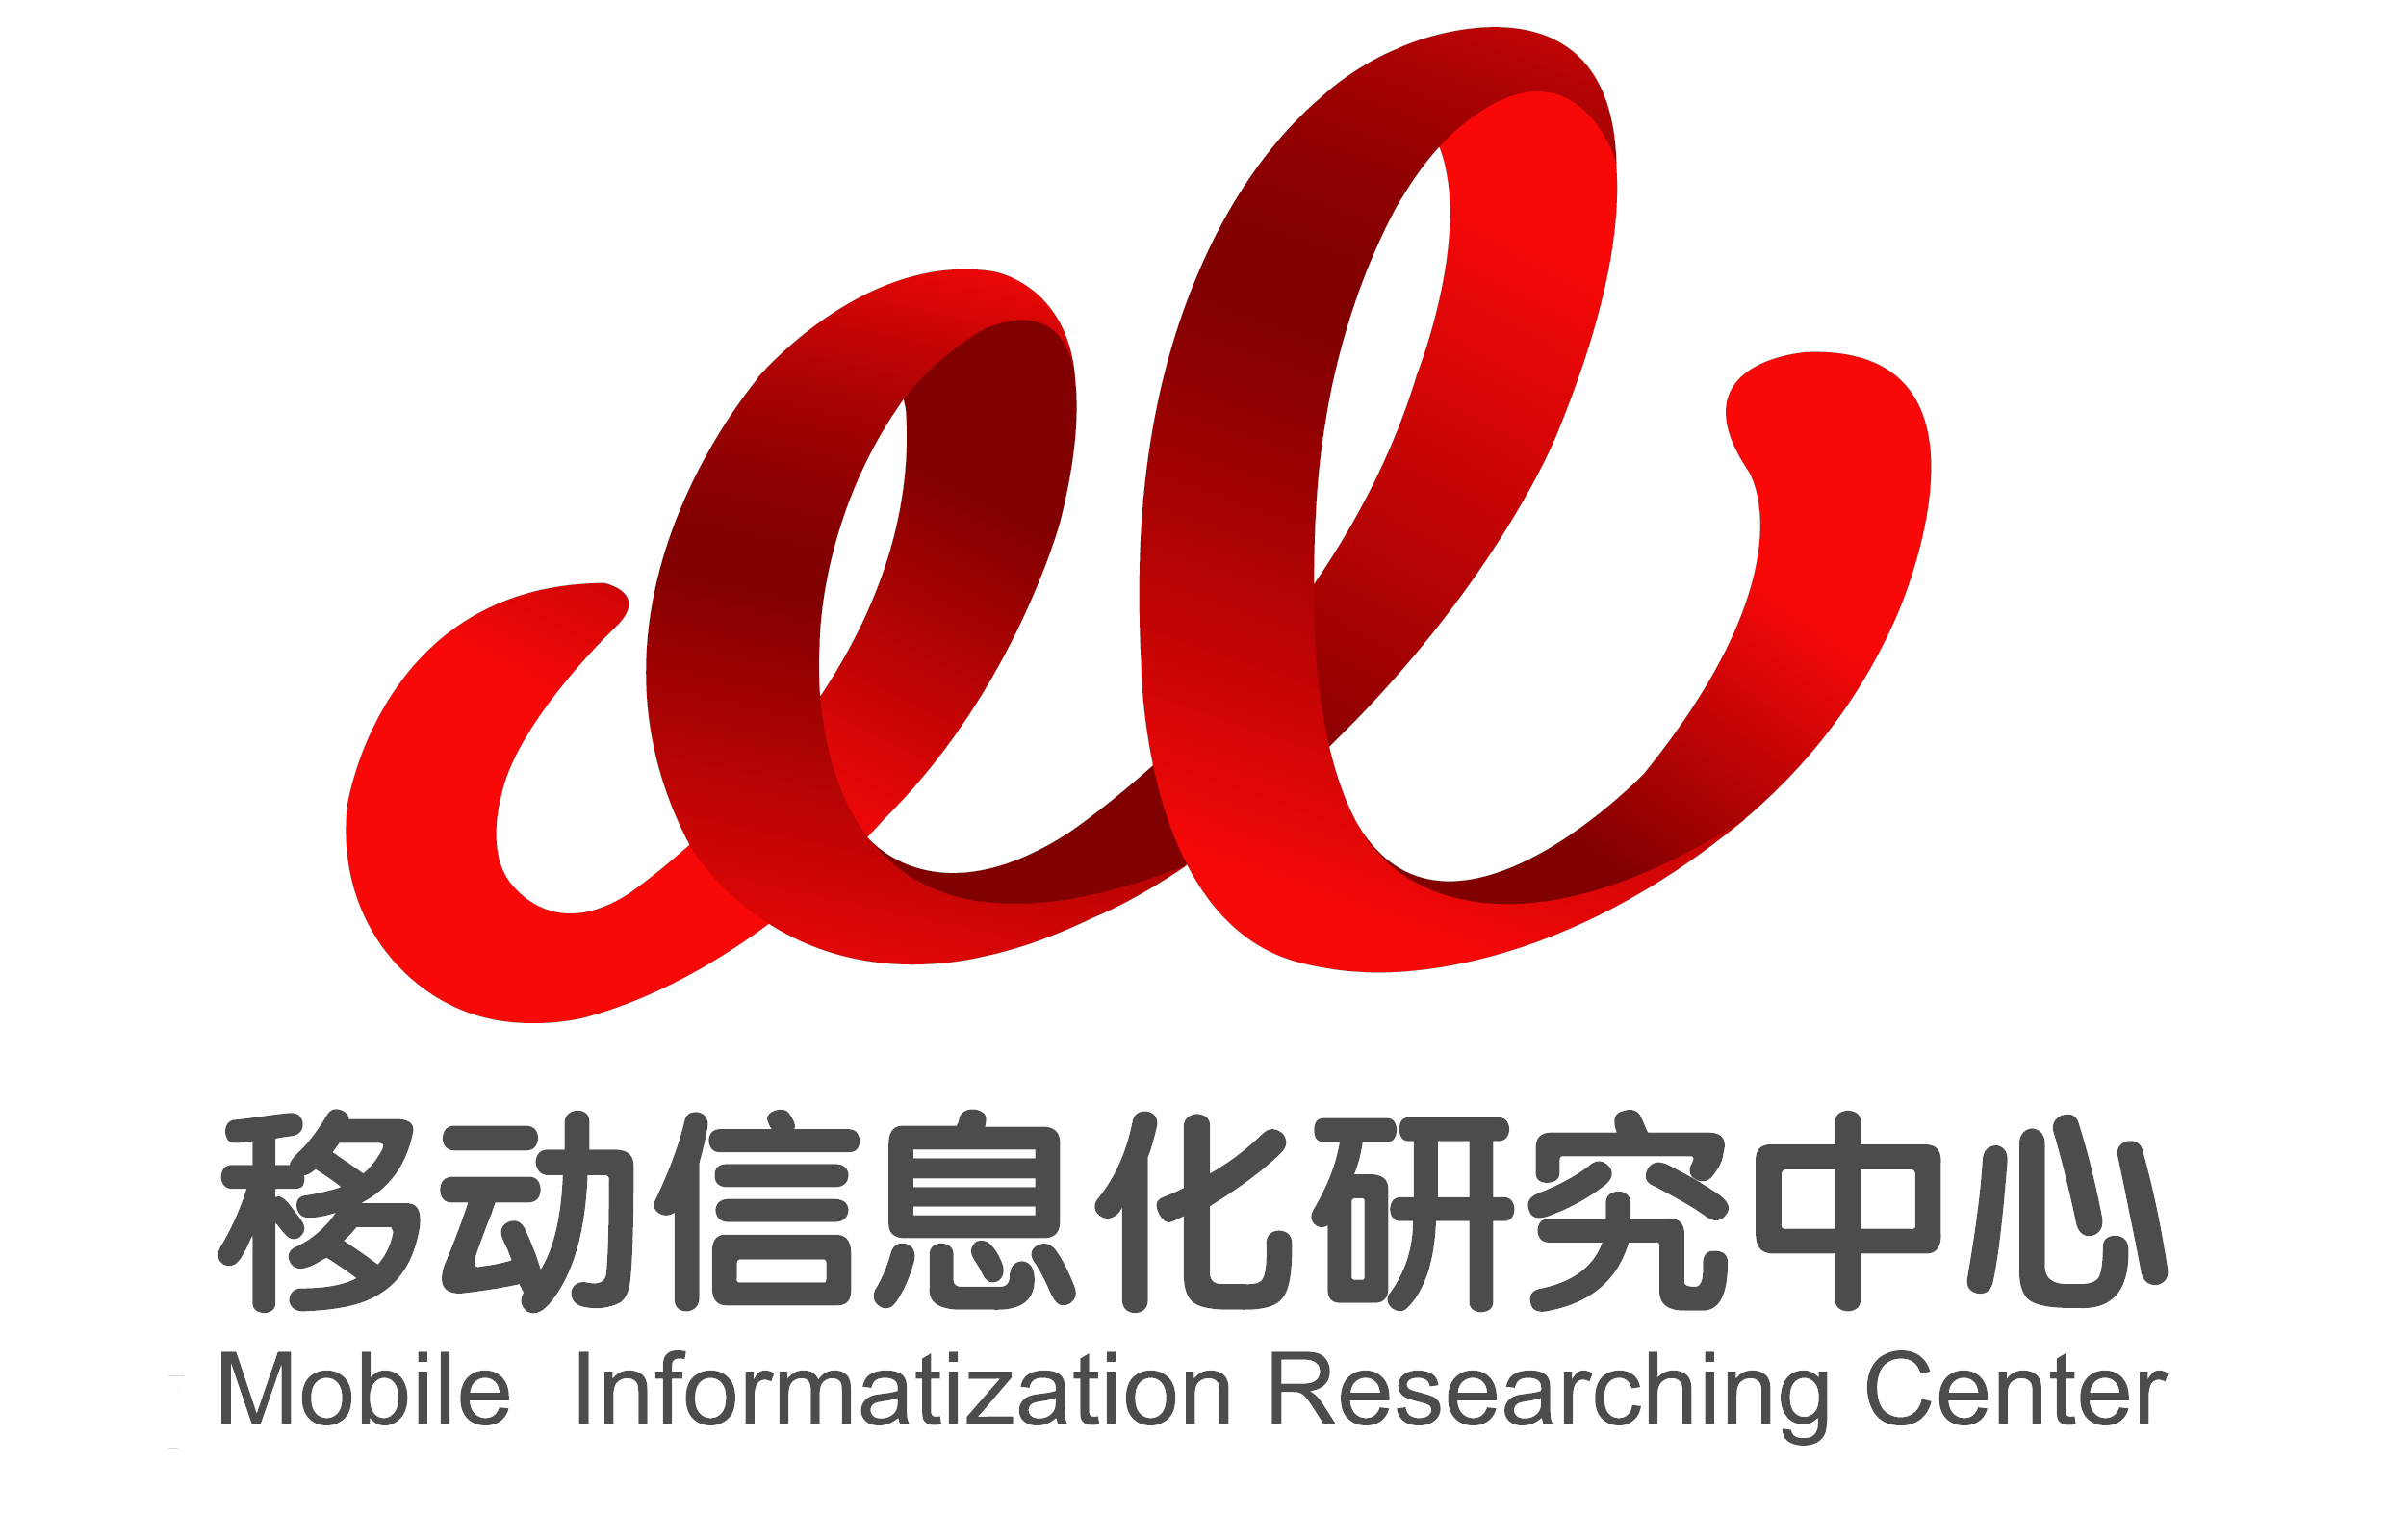 移动信息化研究中心
Mobile Informatization Researching Center